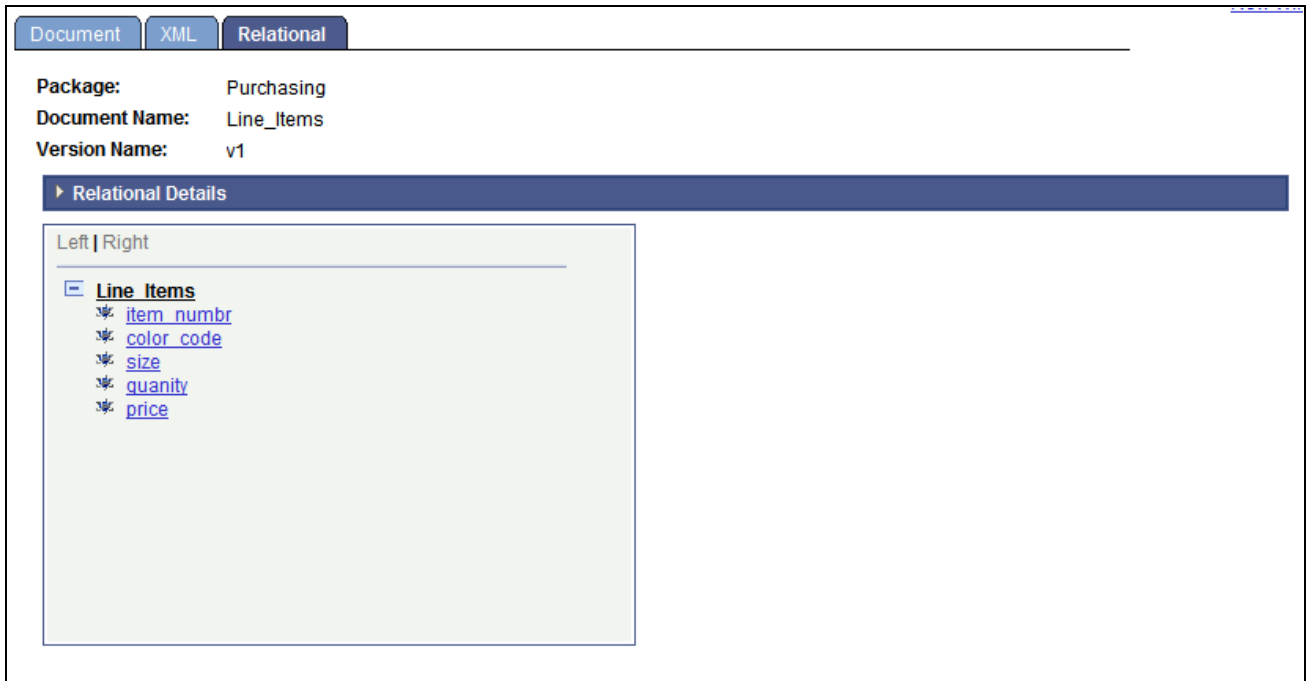 Document XML Relational
Package: Purchasing
Document Name: Line_Items
Version Name: v1
Relational Details
Left | Right
Line_Items
item_numbr
color_code
size
quanity
price